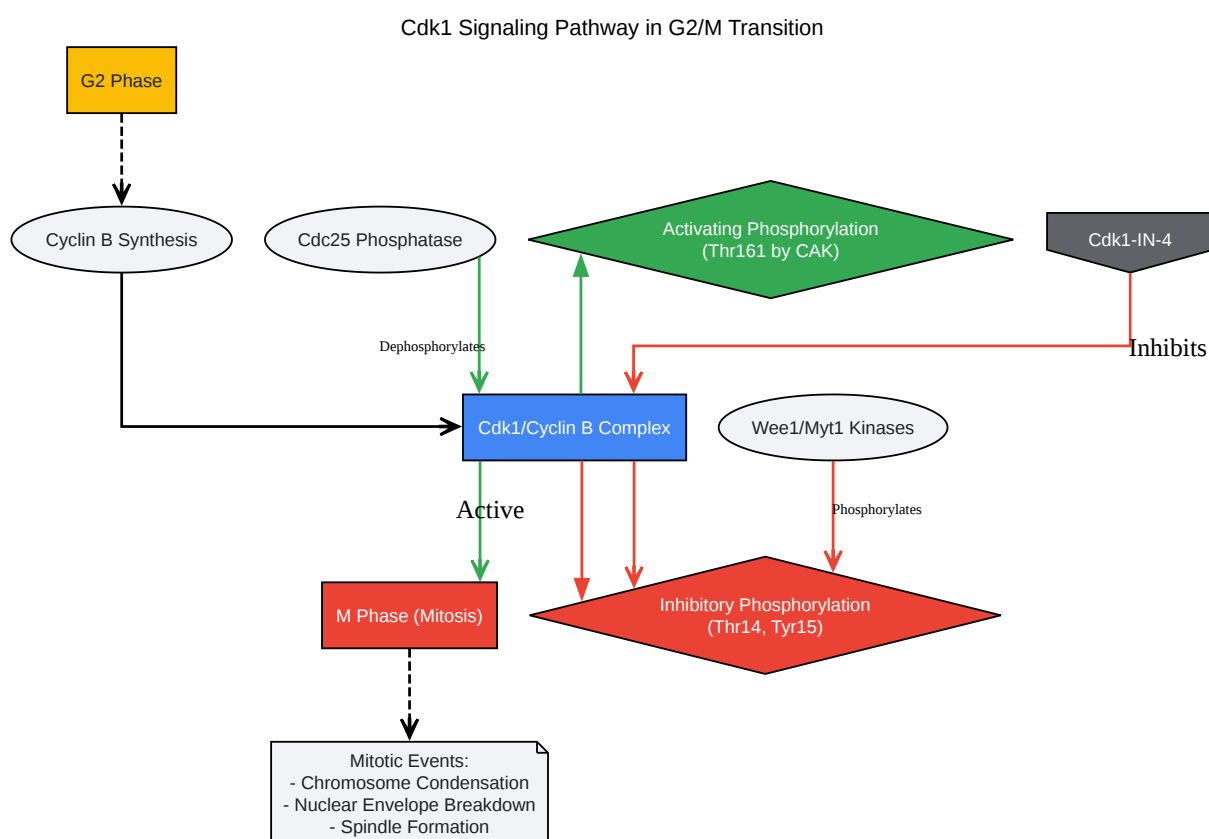 Cdk1 Signaling Pathway in G2/M Transition
G2 Phase
Cyclin B Synthesis
Cdc25 Phosphatase
Activating Phosphorylation
(Thr161 by CAK)
Cdk1-IN-4
Dephosphorylates
Inhibits
Cdk1/Cyclin B Complex
Wee1/Myt1 Kinases
Active
Phosphorylates
M Phase (Mitosis)
Inhibitory Phosphorylation
(Thr14, Tyr15)
Mitotic Events:
- Chromosome Condensation
- Nuclear Envelope Breakdown
- Spindle Formation